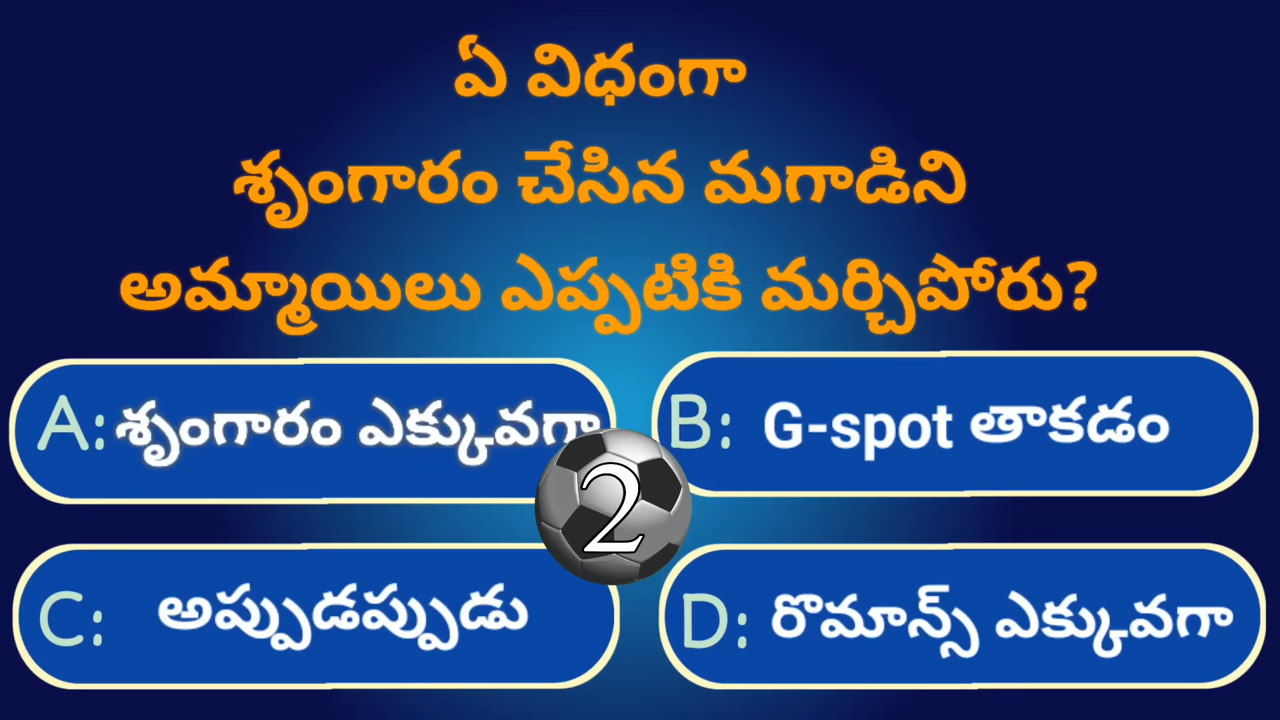 ఏ విధంగా
శృంగారం చేసిన మగాడిని
అమ్మాయిలు ఎప్పటికి మర్చిపోరు?
A: శృంగారం ఎక్కువగా
B: G-spot తాకడం
2
C: అప్పుడప్పుడు
D: రొమాన్స్ ఎక్కువగా